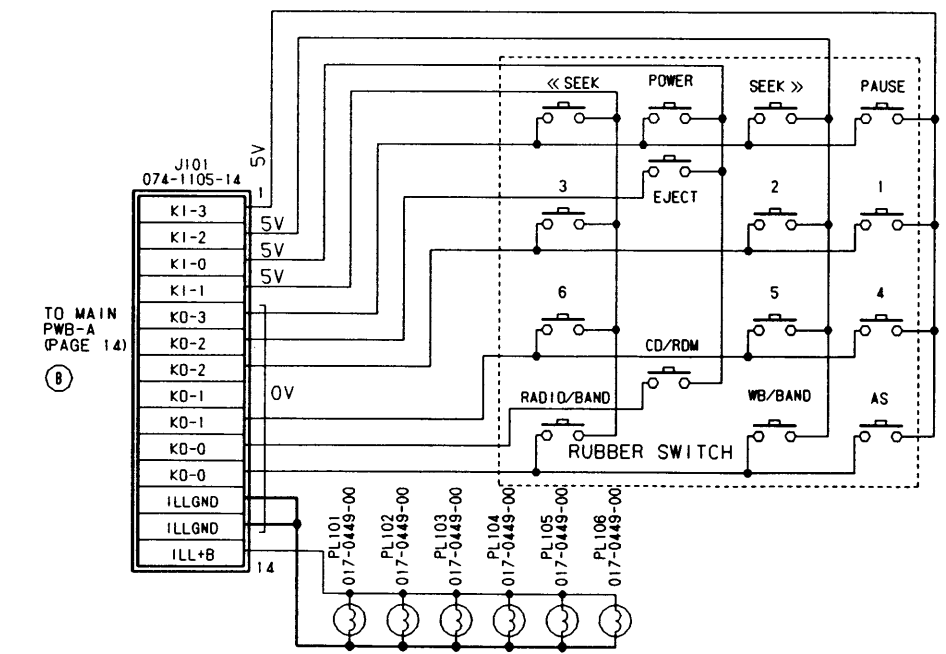 « SEEK
POWER
SEEK »
PAUSE
5V
J101
074-1105-14
1
KI-3
KI-2
KI-0
KI-1
KO-3
KO-2
KO-2
KO-1
KO-1
KO-0
KO-0
ILLGND
ILLGND
ILL+B
14
5V
5V
5V
0V
TO MAIN
PWB-A
(PAGE 14)
B
EJECT
3
2
1
6
5
4
CD/RDM
RADIO/BAND
WB/BAND
AS
RUBBER SWITCH
PL101
017-0449-00
PL102
017-0449-00
PL103
017-0449-00
PL104
017-0449-00
PL105
017-0449-00
PL106
017-0449-00